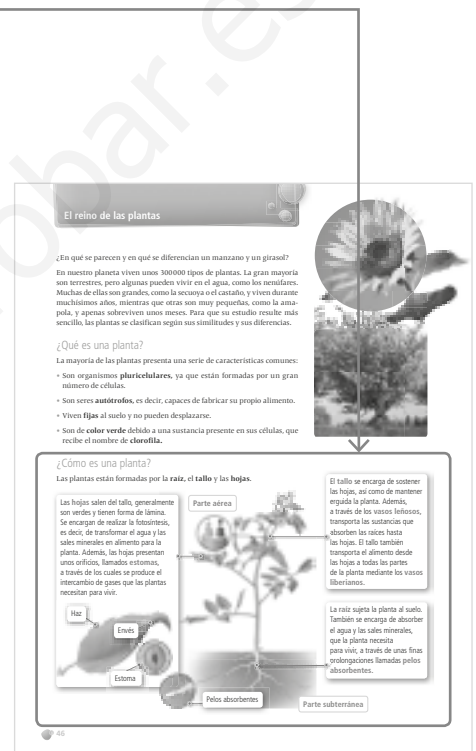 obar.es
El reino de las plantas
¿En qué se parecen y en qué se diferencian un manzano y un girasol?
En nuestro planeta viven unos 300000 tipos de plantas. La gran mayoría
son terrestres, pero algunas pueden vivir en el agua, como los nenúfares.
Muchas de ellas son grandes, como la secuoya o el castaño, y viven durante
muchísimos años, mientras que otras son muy pequeñas, como la ama-
pola, y apenas sobreviven unos meses. Para que su estudio resulte más
sencillo, las plantas se clasifican según sus similitudes y sus diferencias.
¿Qué es una planta?
La mayoría de las plantas presenta una serie de características comunes:
• Son organismos pluricelulares, ya que están formadas por un gran
número de células.
• Son seres autótrofos, es decir, capaces de fabricar su propio alimento.
• Viven fijas al suelo y no pueden desplazarse.
• Son de color verde debido a una sustancia presente en sus células, que
recibe el nombre de clorofila.
¿Cómo es una planta?
Las plantas están formadas por la raíz, el tallo y las hojas.
Las hojas salen del tallo, generalmente
son verdes y tienen forma de lámina.
Se encargan de realizar la fotosíntesis,
es decir, de transformar el agua y las
sales minerales en alimento para la
planta. Además, las hojas presentan
unos orificios, llamados estomas,
a través de los cuales se produce el
intercambio de gases que las plantas
necesitan para vivir.
Haz
Envés
Estoma
Parte aérea
El tallo se encarga de sostener
las hojas, así como de mantener
erguida la planta. Además,
a través de los vasos leñosos,
transporta las sustancias que
absorben las raíces hasta
las hojas. El tallo también
transporta el alimento desde
las hojas a todas las partes
de la planta mediante los vasos
liberianos.
La raíz sujeta la planta al suelo.
También se encarga de absorber
el agua y las sales minerales,
que la planta necesita
para vivir, a través de unas finas
prolongaciones llamadas pelos
absorbentes.
Pelos absorbentes
Parte subterránea
46